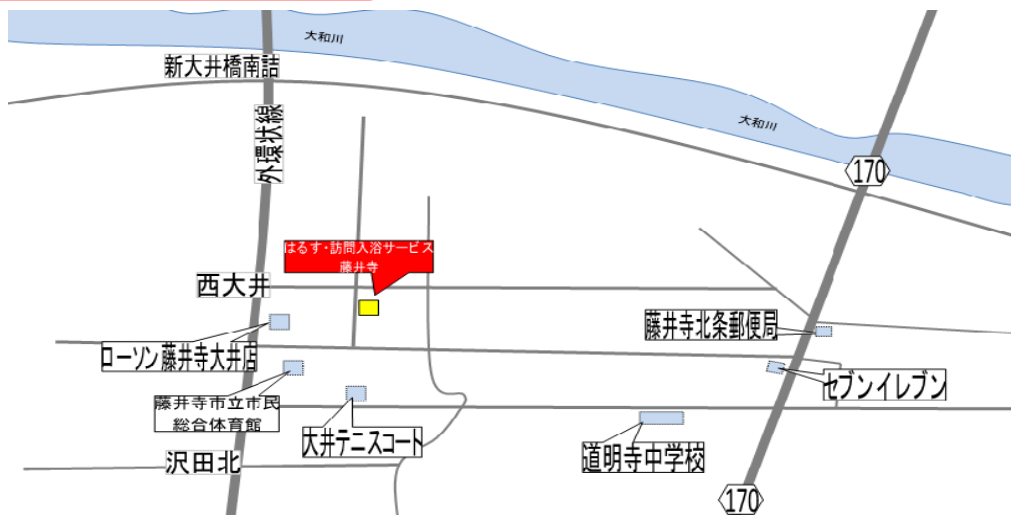 大和川
新大井橋南詰
外環状線
大和川
170
はるす・訪問入浴サービス
藤井寺
西大井
藤井寺北条郵便局
ローソン藤井寺大井店
セブンイレブン
藤井寺市立市民
総合体育館
大井テニスコート
道明寺中学校
沢田北
170